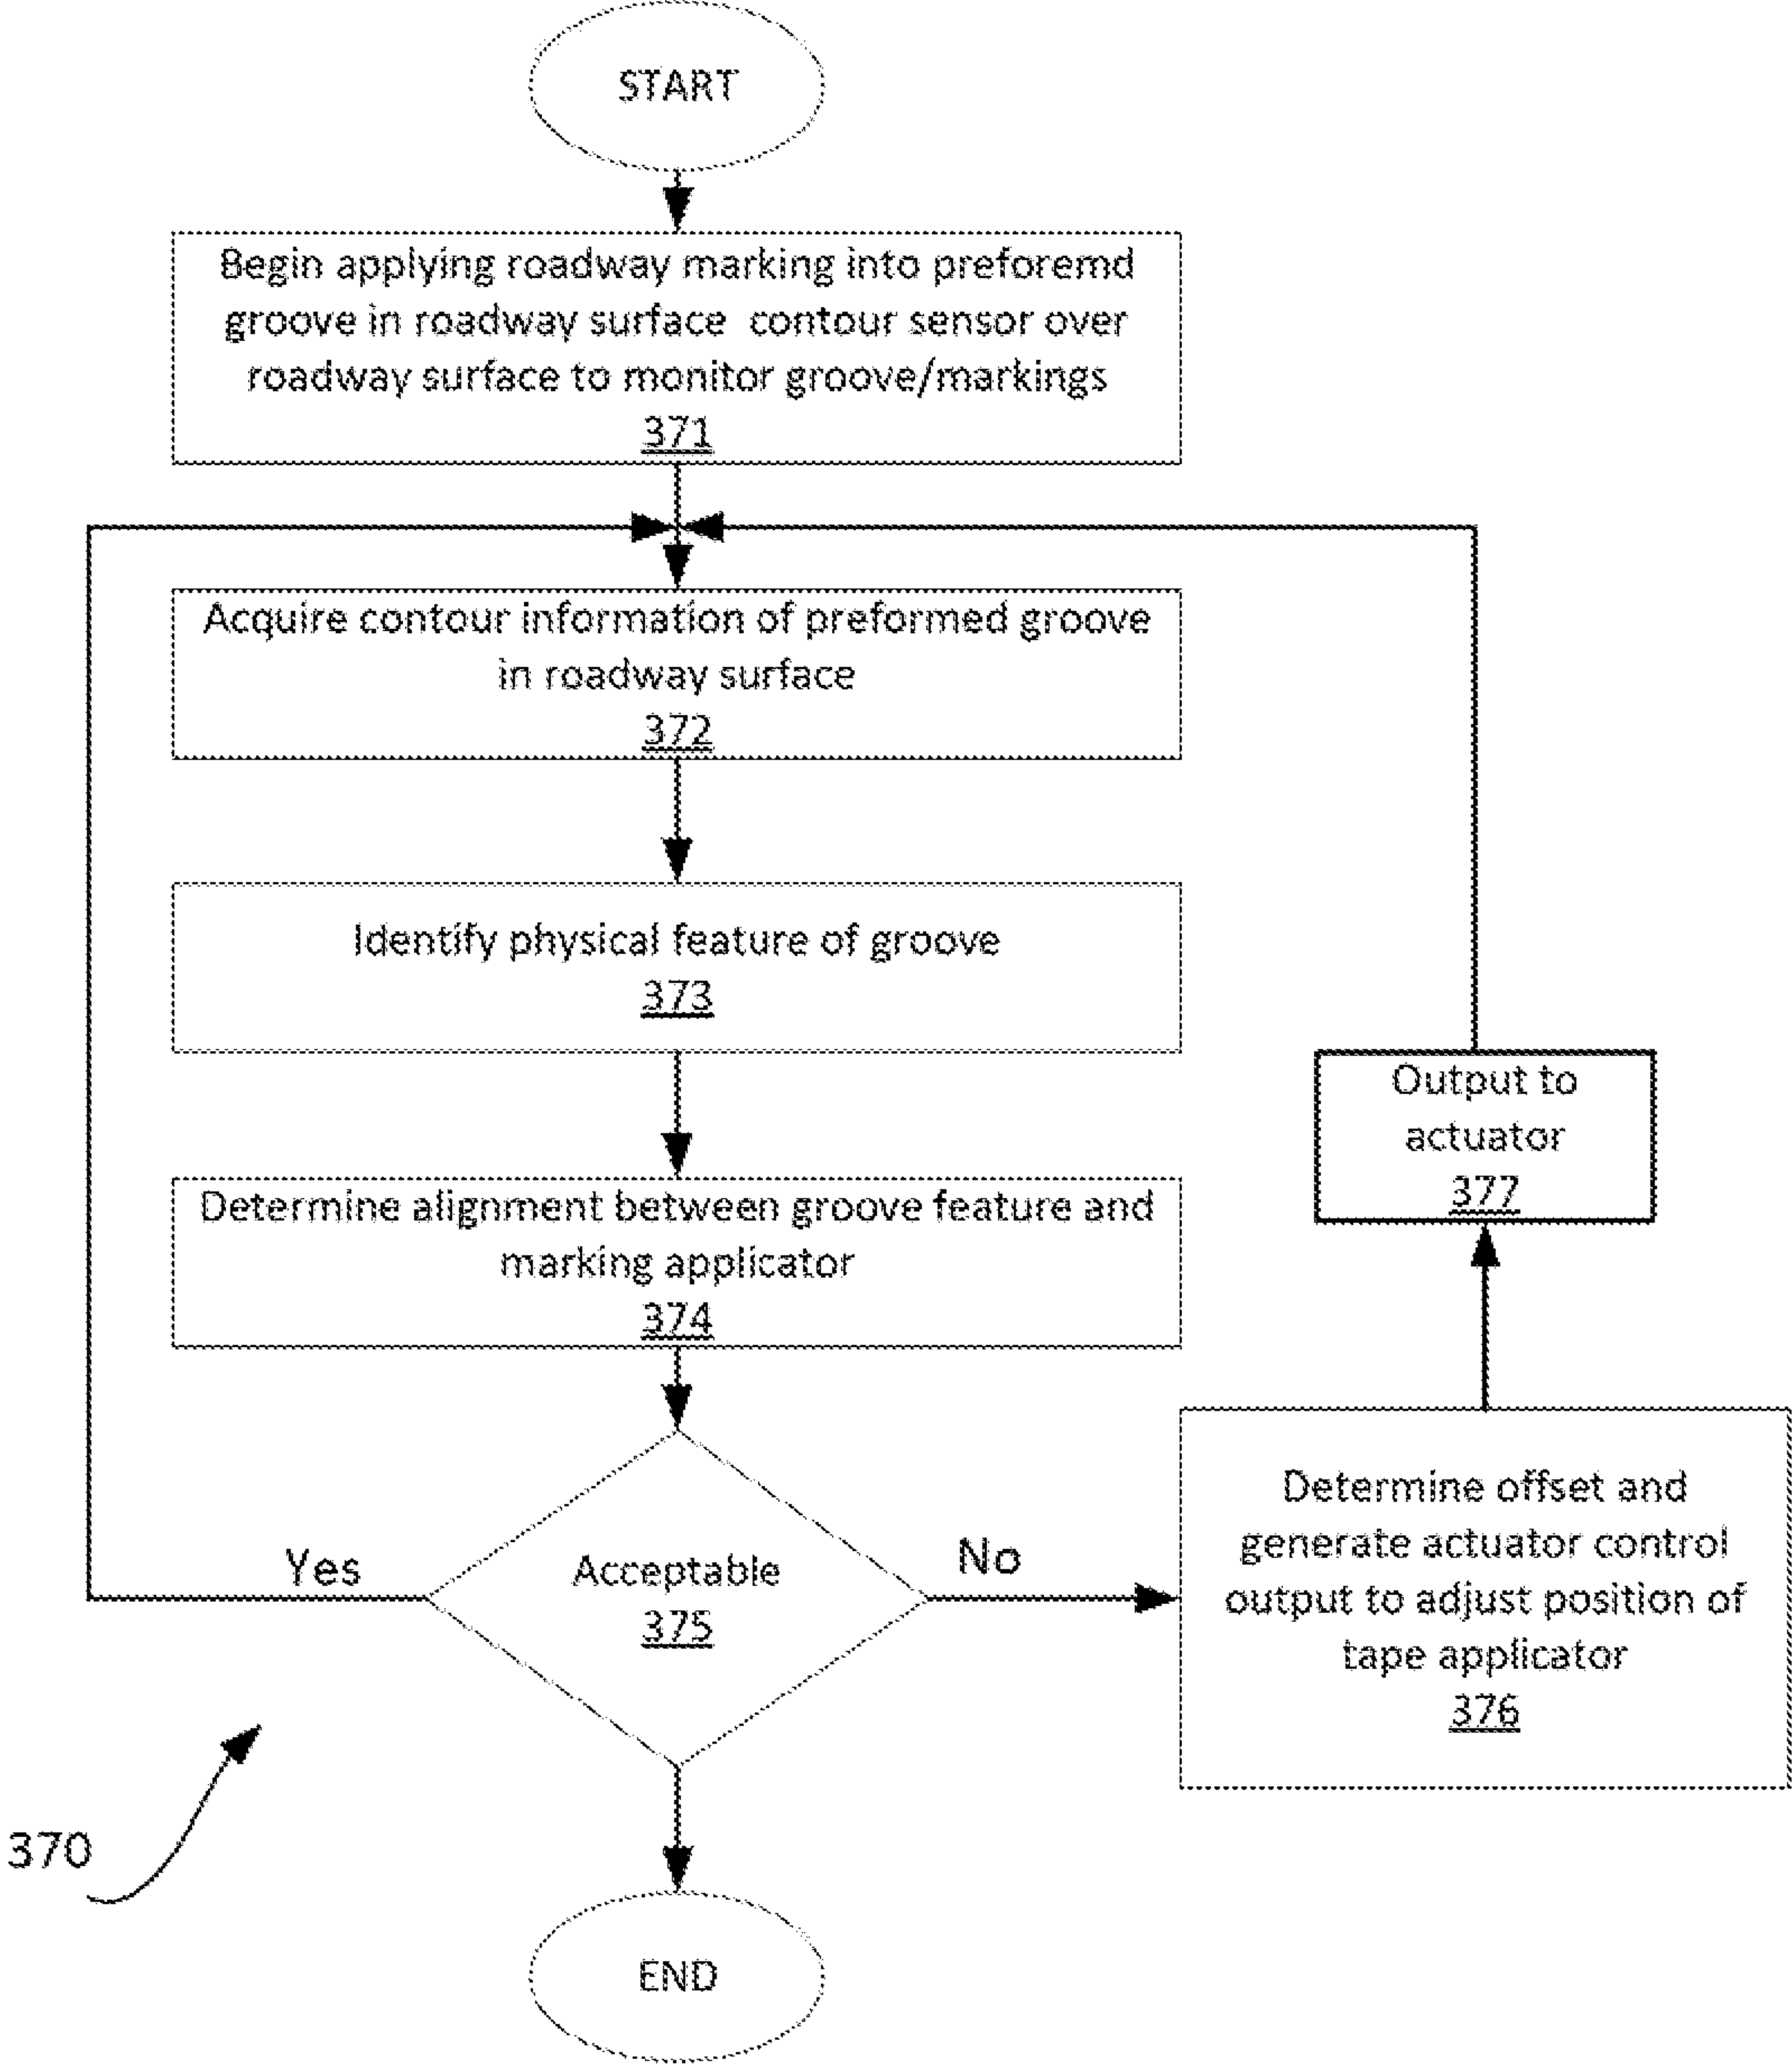 START
Begin applying roadway marking into preforemd
groove in roadway surface contour sensor over
roadway surface to monitor groove/markings
371
Acquire contour information of preformed groove
in roadway surface
372
Identify physical feature of groove
373
Determine alignment between groove feature and
marking applicator
374
Acceptable
375
Yes
No
Determine offset and
generate actuator control
output to adjust position of
tape applicator
376
Output to
actuator
377
370
END